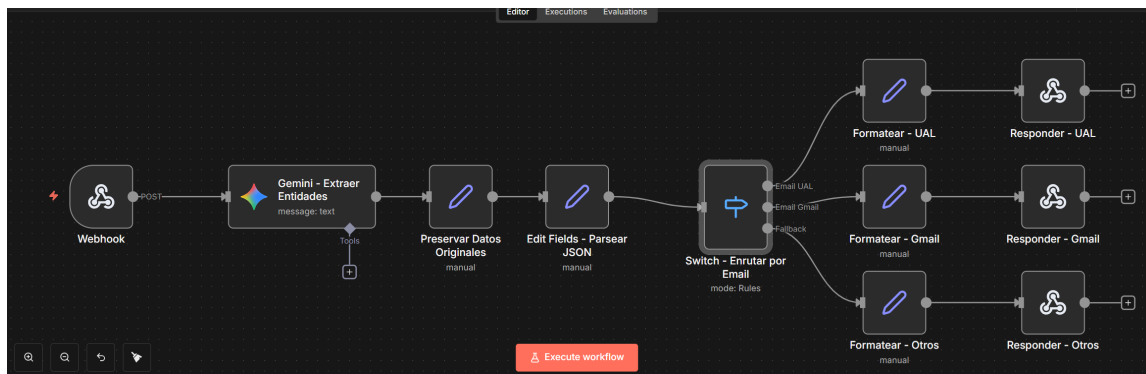 Editor Executions Evaluations
Webhook
POST
Gemini - Extraer
Entidades
message: text
Tools
Preservar Datos
Originales
manual
Edit Fields - Parsear
JSON
manual
Switch - Enrutar por
Email
mode: Rules
Email UAL
Email Gmail
Fallback
Formatear - UAL
manual
Responder - UAL
Formatear - Gmail
manual
Responder - Gmail
Formatear - Otros
manual
Responder - Otros
Execute workflow